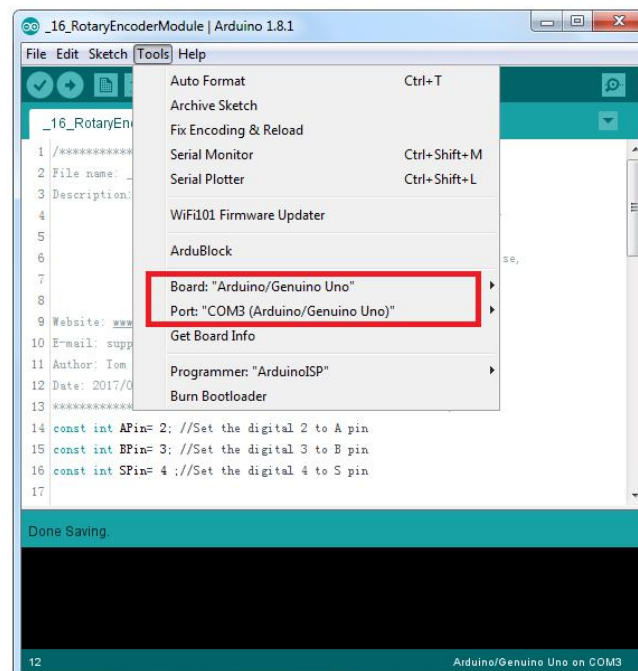 _16_RotaryEncoderModule | Arduino 1.8.1
File Edit Sketch Tools Help
Auto Format Ctrl+T
Archive Sketch
_16_RotaryEn
Fix Encoding & Reload
1 /************
Serial Monitor Ctrl+Shift+M
2 File name: _
Serial Plotter Ctrl+Shift+L
3 Description:
4
WiFi101 Firmware Updater
5
ArduBlock
6 se,
7
Board: "Arduino/Genuino Uno"
8
Port: "COM3 (Arduino/Genuino Uno)"
9 Website: www
Get Board Info
10 E-mail: supp
11 Author: Tom
Programmer: "ArduinoISP"
12 Date: 2017/0
Burn Bootloader
13 ************
14 const int APin= 2; //Set the digital 2 to A pin
15 const int BPin= 3; //Set the digital 3 to B pin
16 const int SPin= 4 ;//Set the digital 4 to S pin
17
Done Saving.
12 Arduino/Genuino Uno on COM3